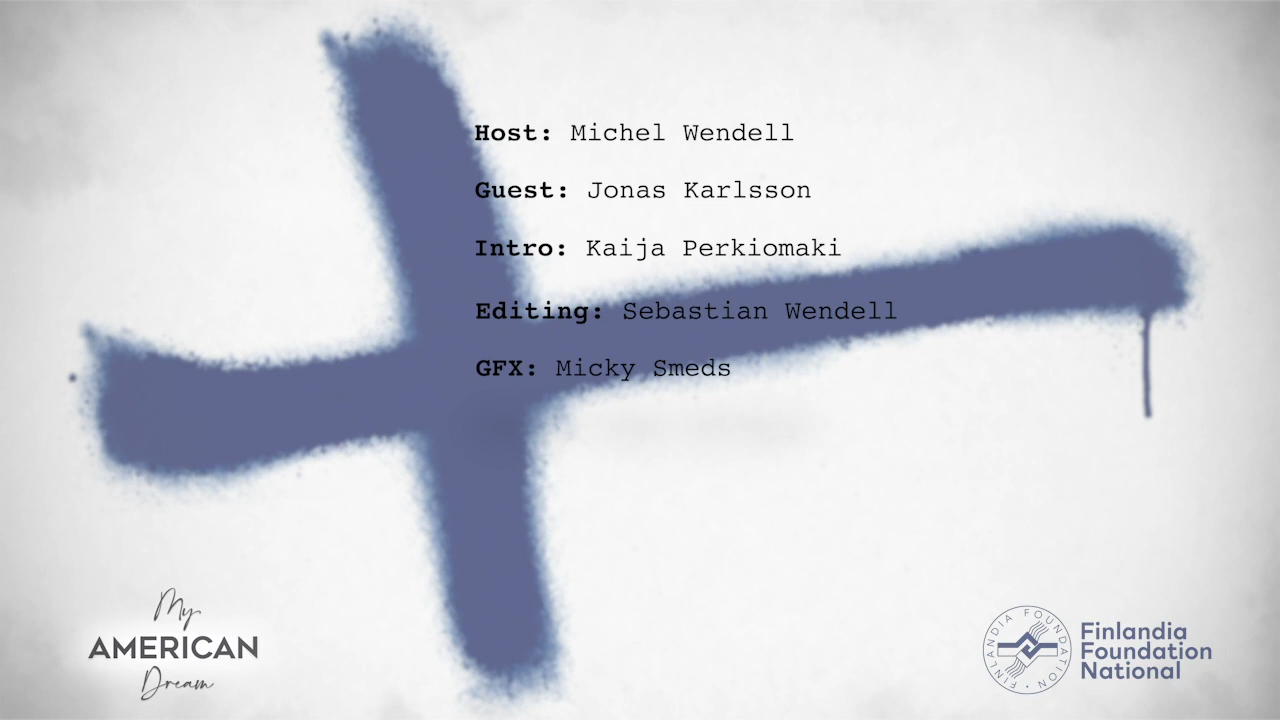 Host: Michel Wendell
Guest: Jonas Karlsson
Intro: Kaija Perkiomaki
Editing: Sebastian Wendell
GFX: Micky Smeds
My
AMERICAN
Dream
FINLANDIA FOUNDATION
Finlandia
Foundation
National